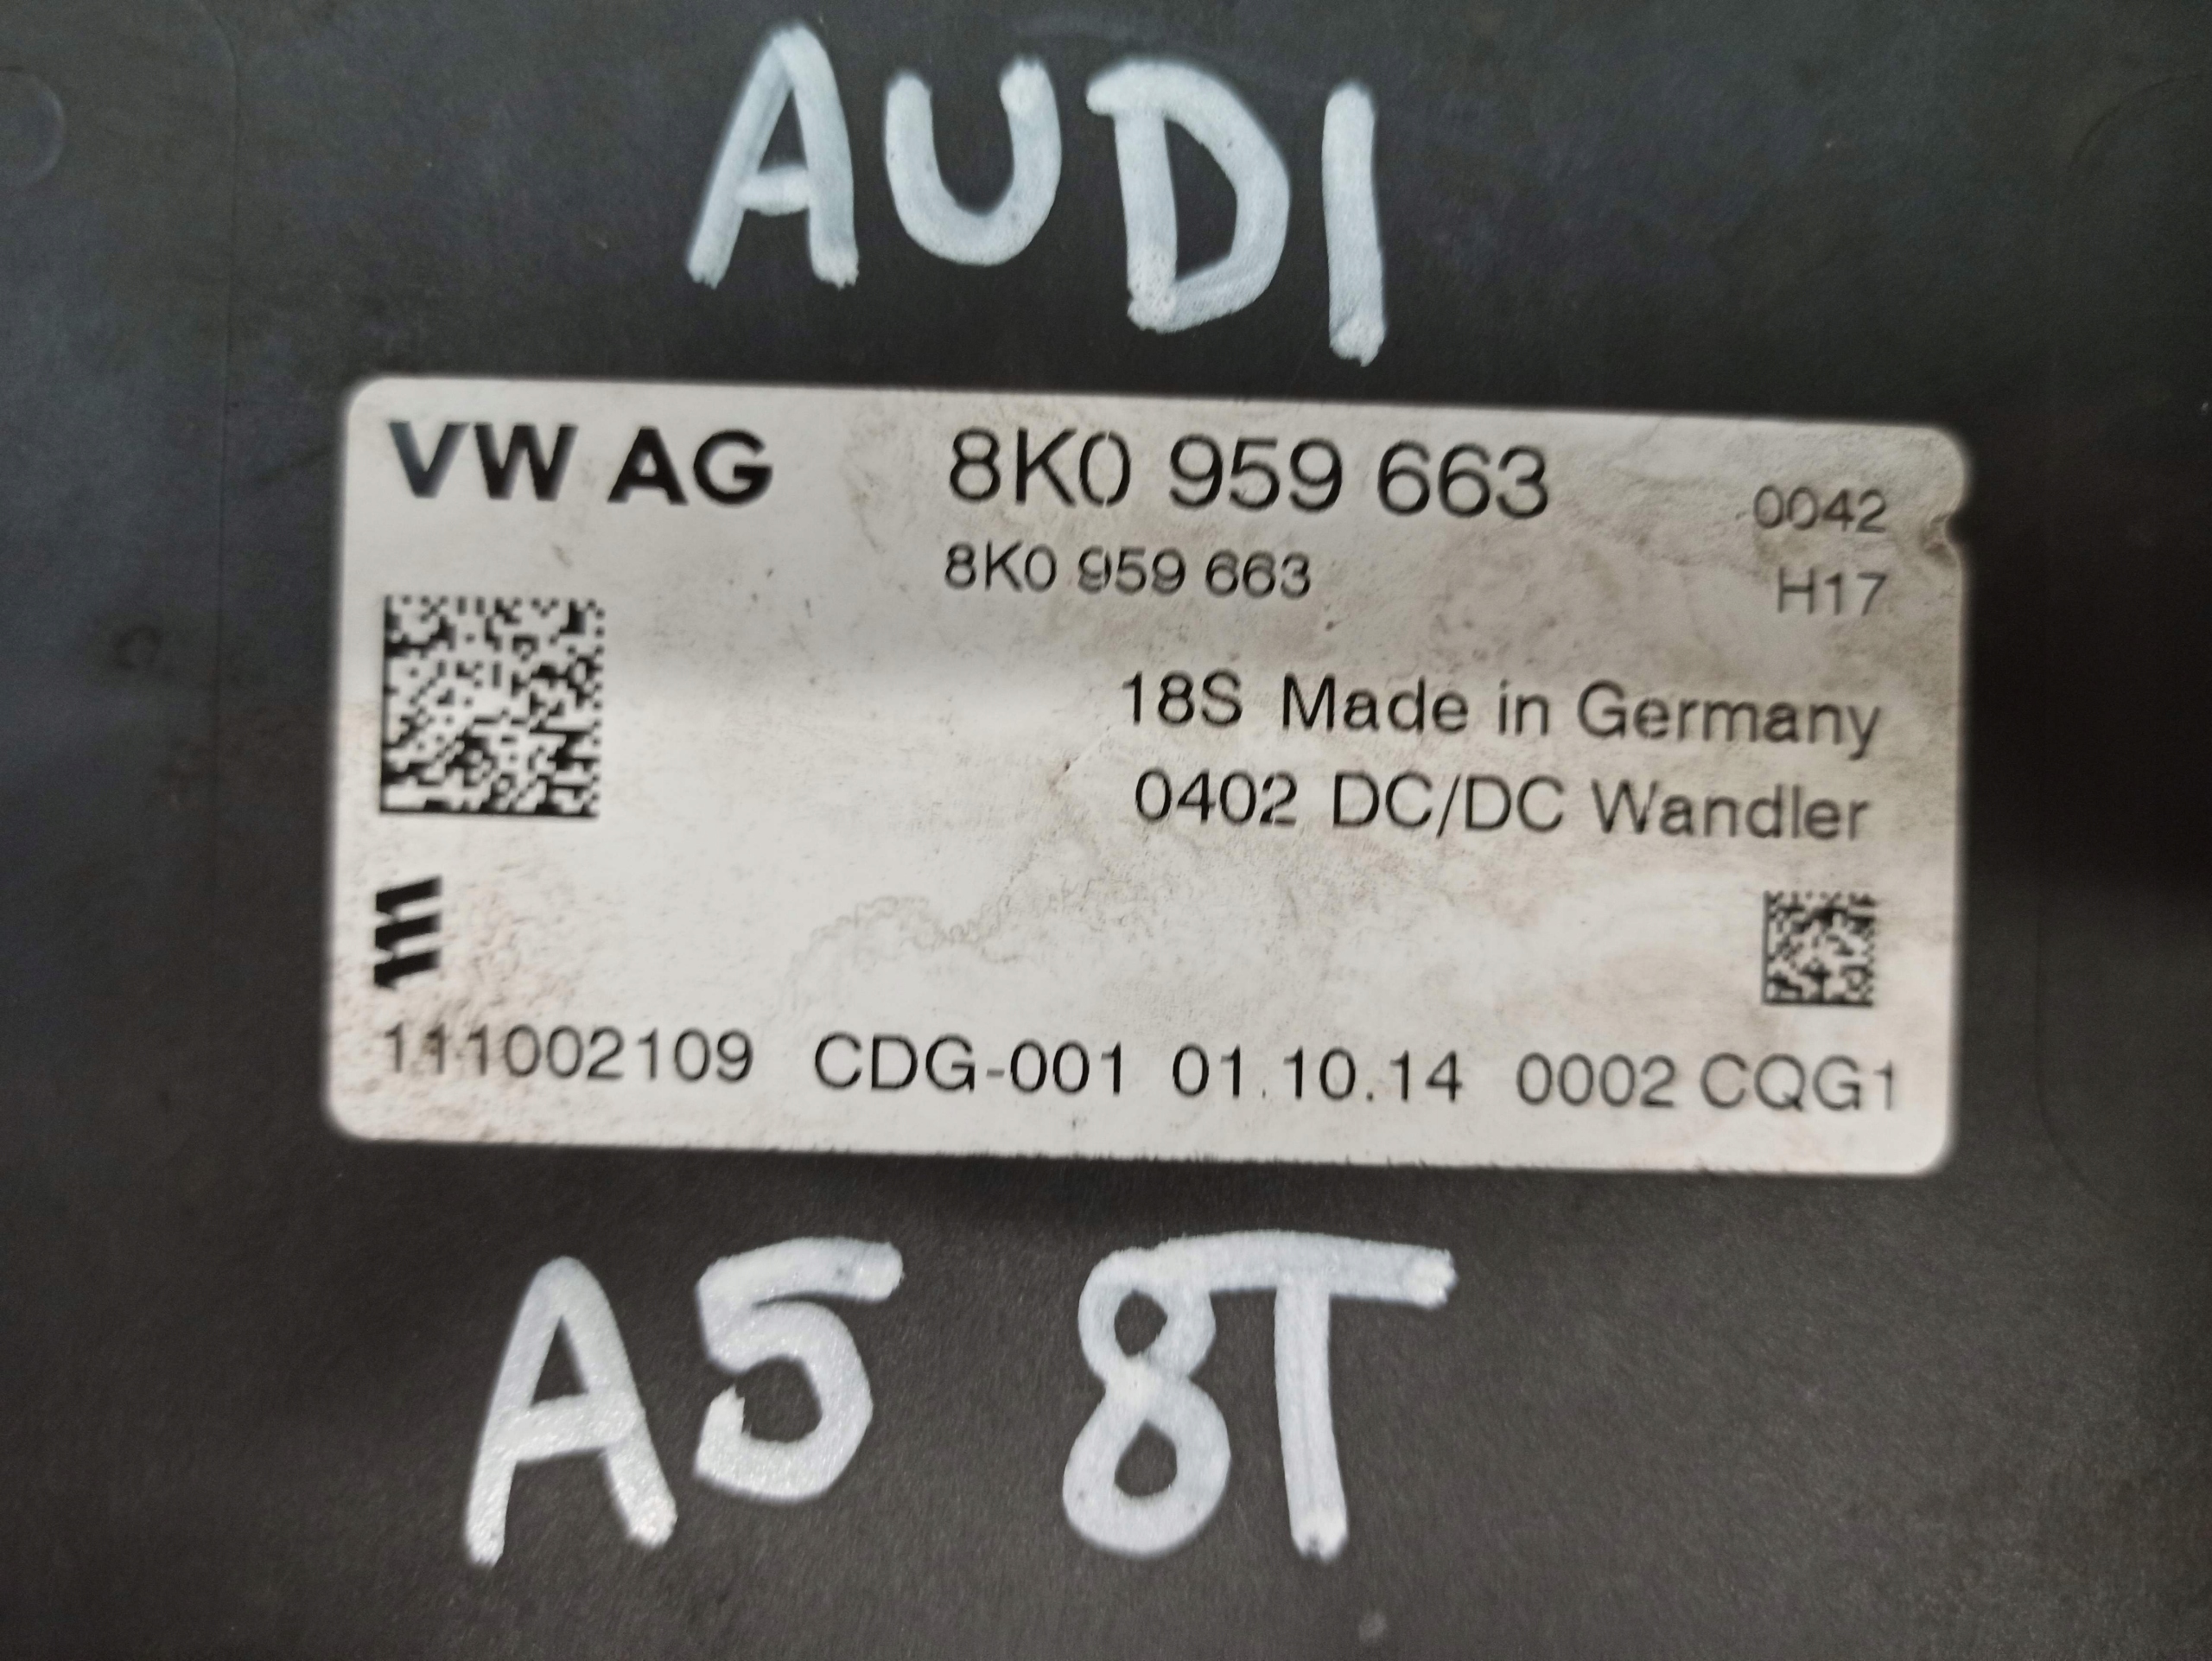 AUDI
VW AG 8K0 959 663 0042
8K0 959 663 H17
18S Made in Germany
0402 DC/DC Wandler
111002109 CDG-001 01.10.14 0002 CQG1
A5 8T